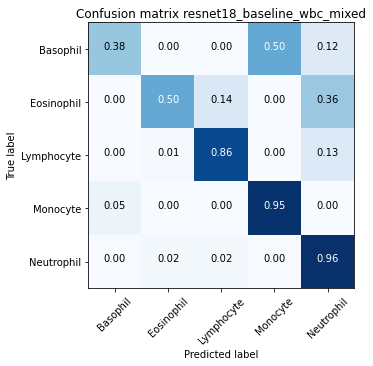 Confusion matrix resnet18_baseline_wbc_mixed
True label
Basophil 0.38 0.00 0.00 0.50 0.12
Eosinophil 0.00 0.50 0.14 0.00 0.36
Lymphocyte 0.00 0.01 0.86 0.00 0.13
Monocyte 0.05 0.00 0.00 0.95 0.00
Neutrophil 0.00 0.02 0.02 0.00 0.96
Basophil Eosinophil Lymphocyte Monocyte Neutrophil
Predicted label